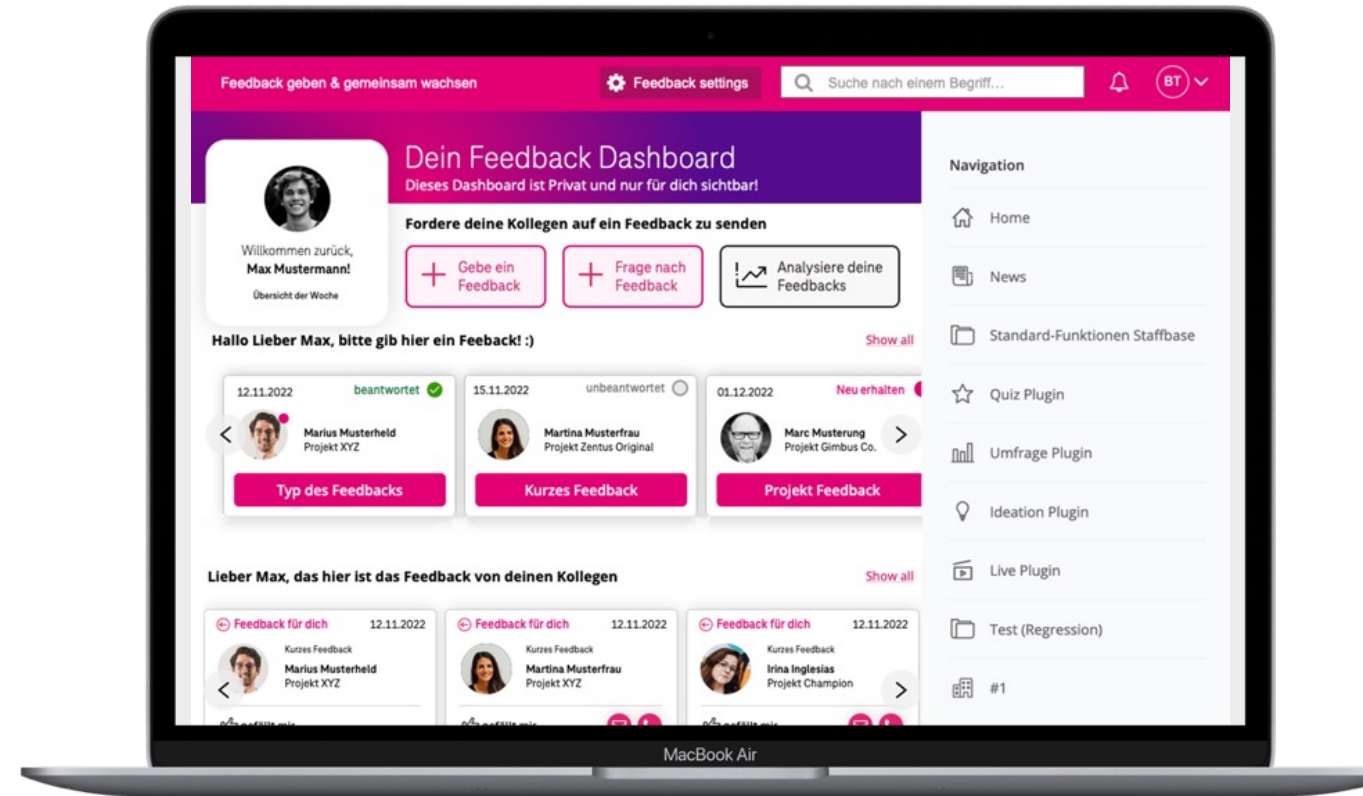 Feedback geben & gemeinsam wachsen
Feedback settings
Suche nach einem Begriff...
BT
Dein Feedback Dashboard
Dieses Dashboard ist Privat und nur für dich sichtbar!
Willkommen zurück,
Max Mustermann!
Übersicht der Woche
Fordere deine Kollegen auf ein Feedback zu senden
Gebe ein
Feedback
Frage nach
Feedback
Analysiere deine
Feedbacks
Hallo Lieber Max, bitte gib hier ein Feeback! :)
Show all
12.11.2022
beantwortet
Marius Musterheld
Projekt XYZ
Typ des Feedbacks
15.11.2022
unbeantwortet
Martina Musterfrau
Projekt Zentus Original
Kurzes Feedback
01.12.2022
Neu erhalten
Marc Musterung
Projekt Gimbus Co.
Projekt Feedback
Lieber Max, das hier ist das Feedback von deinen Kollegen
Show all
Feedback für dich
12.11.2022
Kurzes Feedback
Marius Musterheld
Projekt XYZ
gefällt mir
Feedback für dich
12.11.2022
Kurzes Feedback
Martina Musterfrau
Projekt XYZ
gefällt mir
Feedback für dich
12.11.2022
Kurzes Feedback
Irina Inglesias
Projekt Champion
gefällt mir
Navigation
Home
News
Standard-Funktionen Staffbase
Quiz Plugin
Umfrage Plugin
Ideation Plugin
Live Plugin
Test (Regression)
#1
MacBook Air